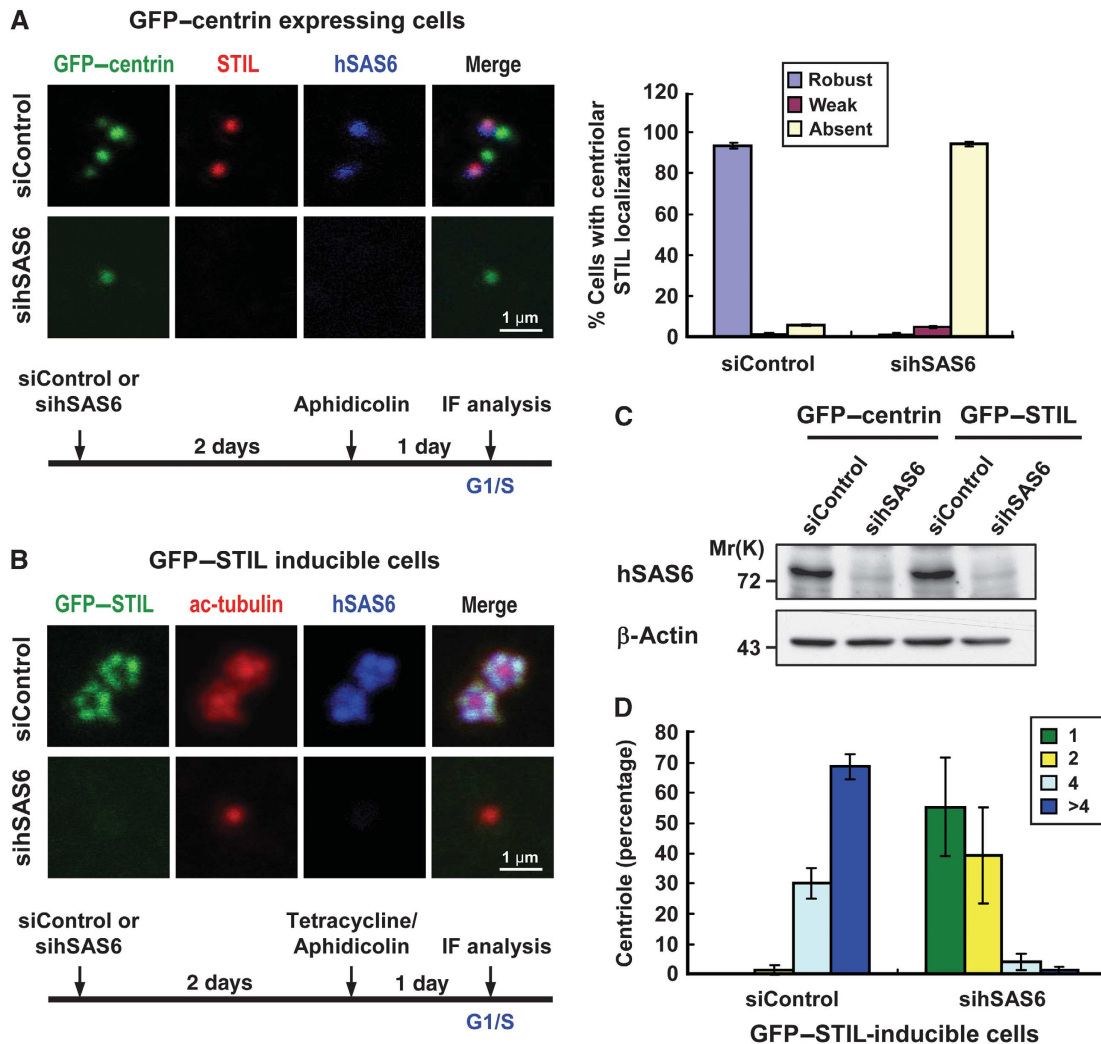 A
GFP–centrin expressing cells
GFP–centrin STIL hSAS6 Merge
siControl
sihSAS6
1 μm
siControl or
sihSAS6
Aphidicolin
IF analysis
2 days
1 day
G1/S
Robust
Weak
Absent
% Cells with centriolar
STIL localization
120
100
80
60
40
20
0
siControl sihSAS6
B
GFP–STIL inducible cells
GFP–STIL ac-tubulin hSAS6 Merge
siControl
sihSAS6
1 μm
siControl or
sihSAS6
Tetracycline/
Aphidicolin
IF analysis
2 days
1 day
G1/S
C
GFP–centrin GFP–STIL
siControl
sihSAS6
siControl
sihSAS6
Mr(K)
hSAS6
72
β-Actin
43
D
Centriole (percentage)
80
70
60
50
40
30
20
10
0
1
2
4
>4
siControl sihSAS6
GFP–STIL-inducible cells